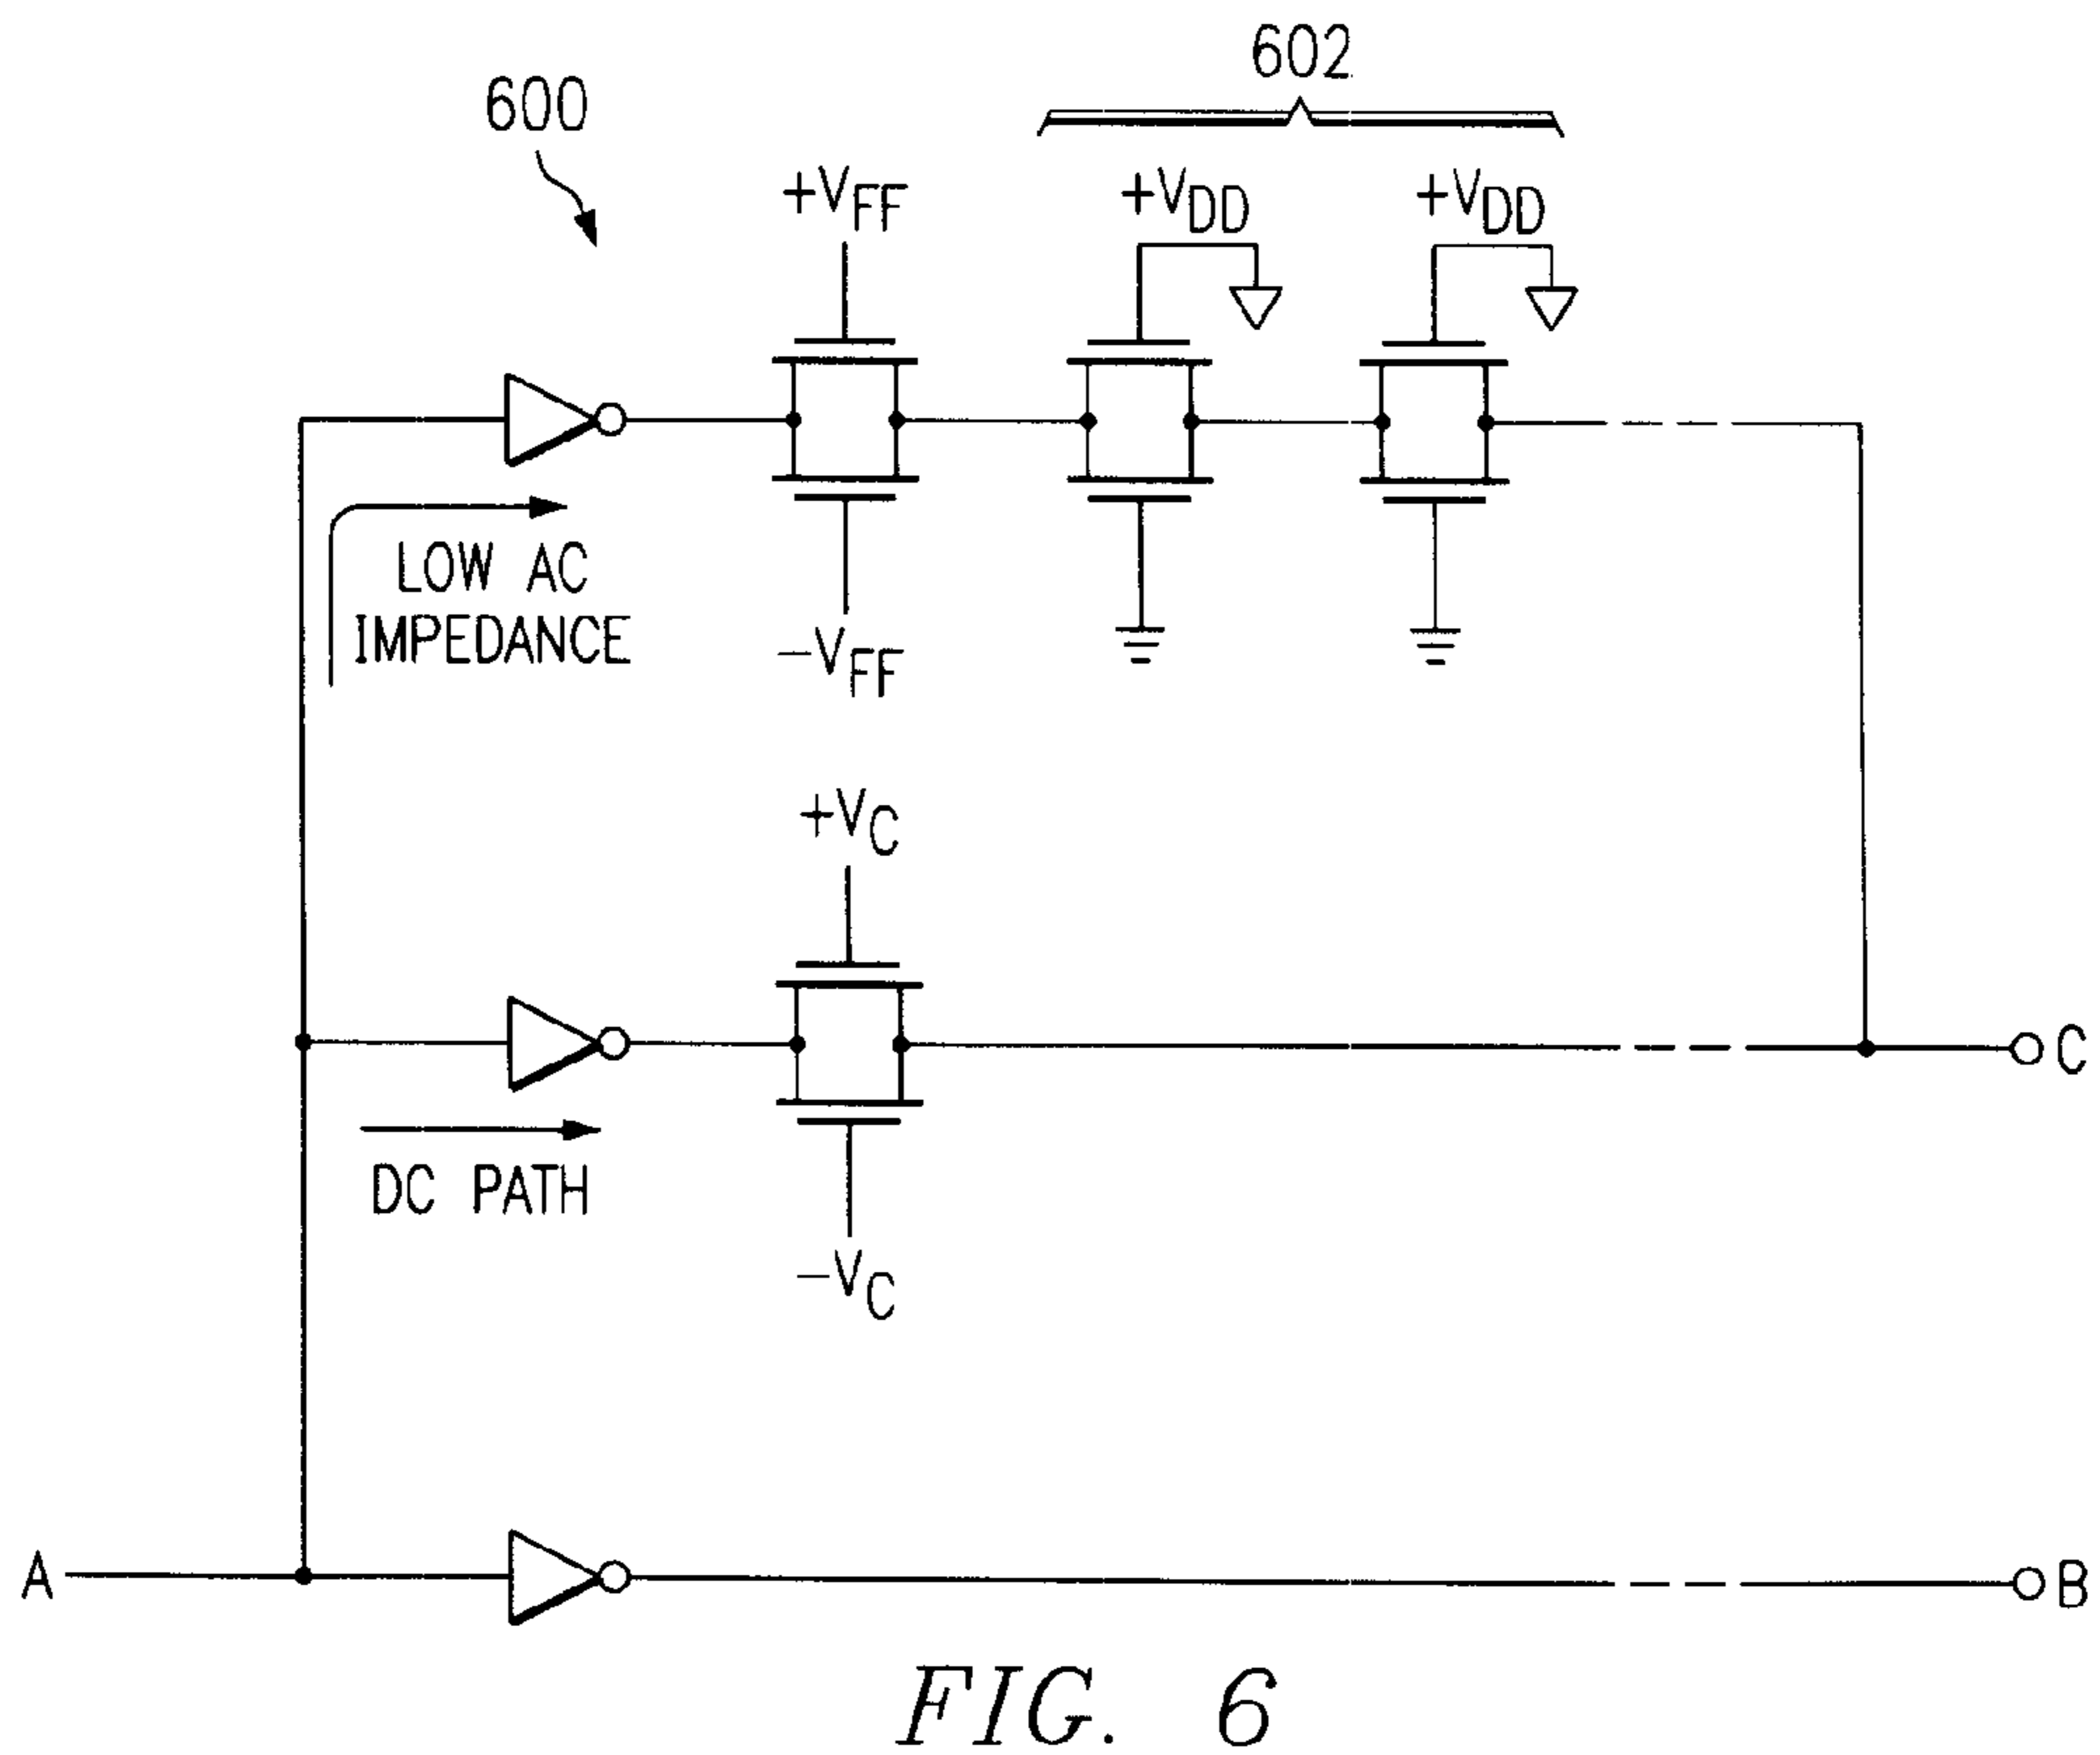 602
600
+VFF
+VDD
+VDD
LOW AC
IMPEDANCE
-VFF
+VC
C
DC PATH
-VC
A
B
FIG. 6